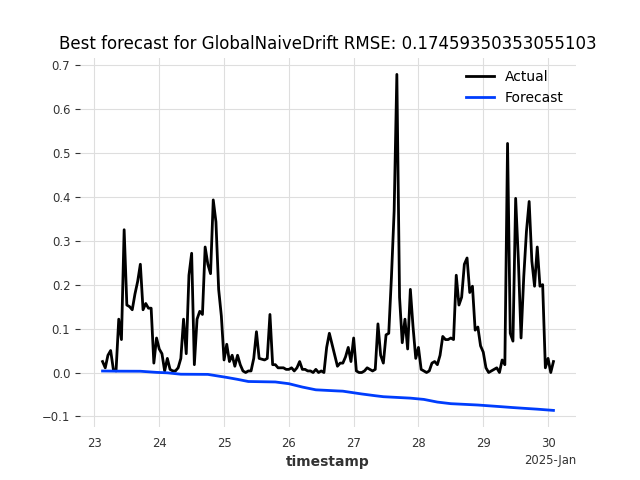 Best forecast for GlobalNaiveDrift RMSE: 0.17459350353055103
Actual
Forecast
0.7
0.6
0.5
0.4
0.3
0.2
0.1
0.0
−0.1
23 24 25 26 27 28 29 30
timestamp
2025-Jan